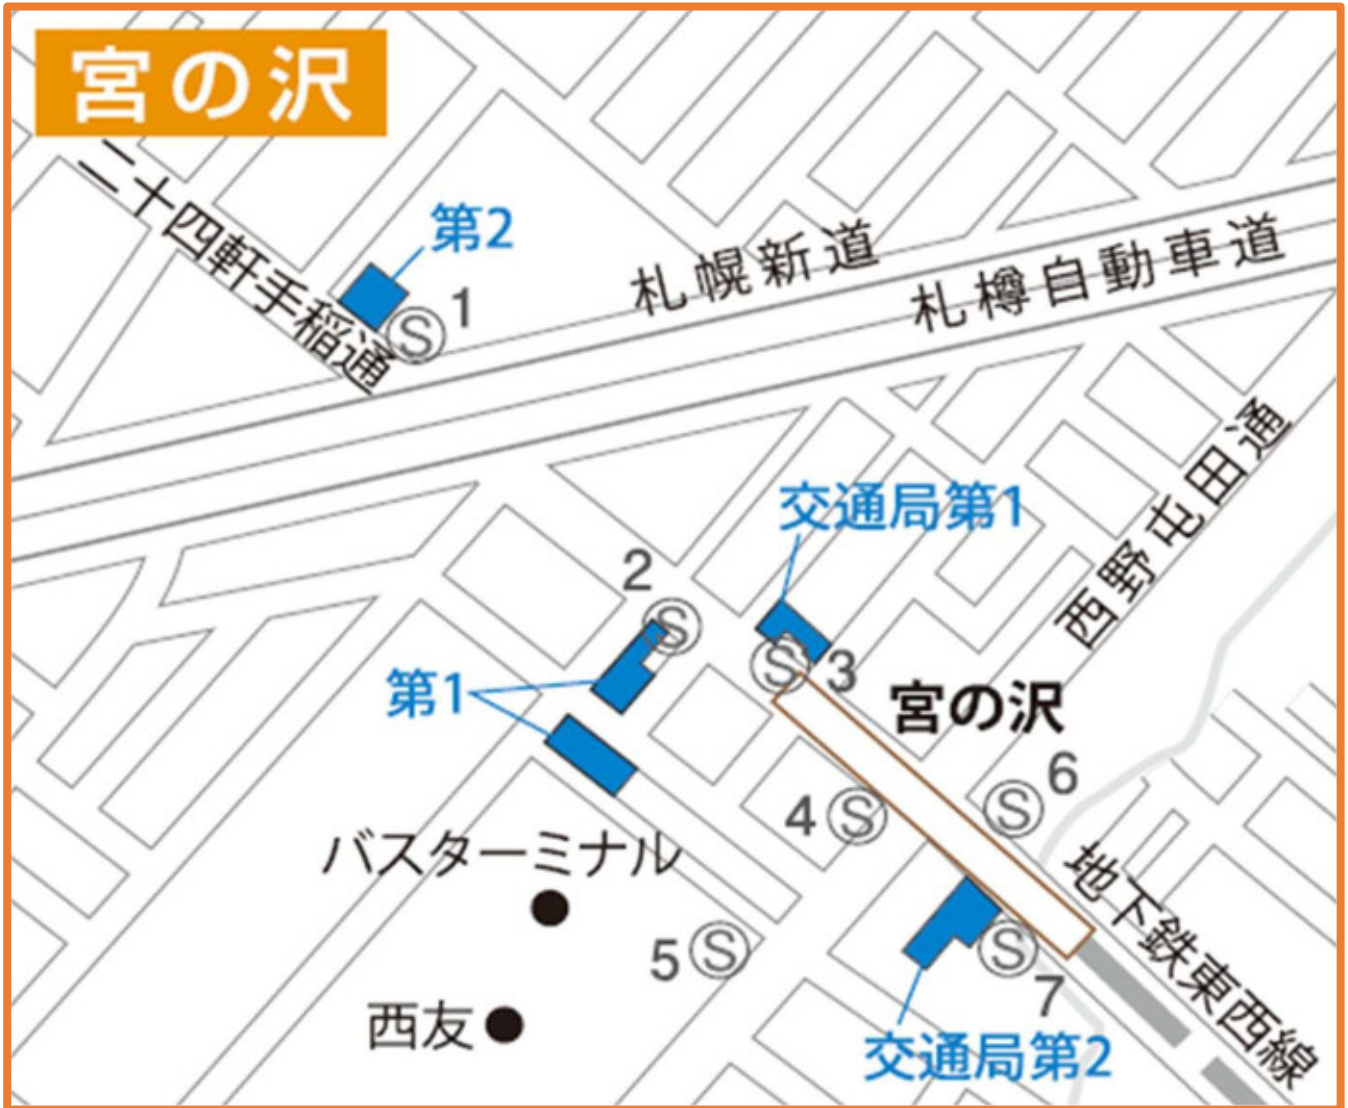 宮の沢
二十四軒手稲通
第2
S 1
札幌新道
札樽自動車道
西野屯田通
交通局第1
2
S
第1
S 3
宮の沢
6
S
4 S
バスターミナル
地下鉄東西線
5 S
S
7
西友
交通局第2